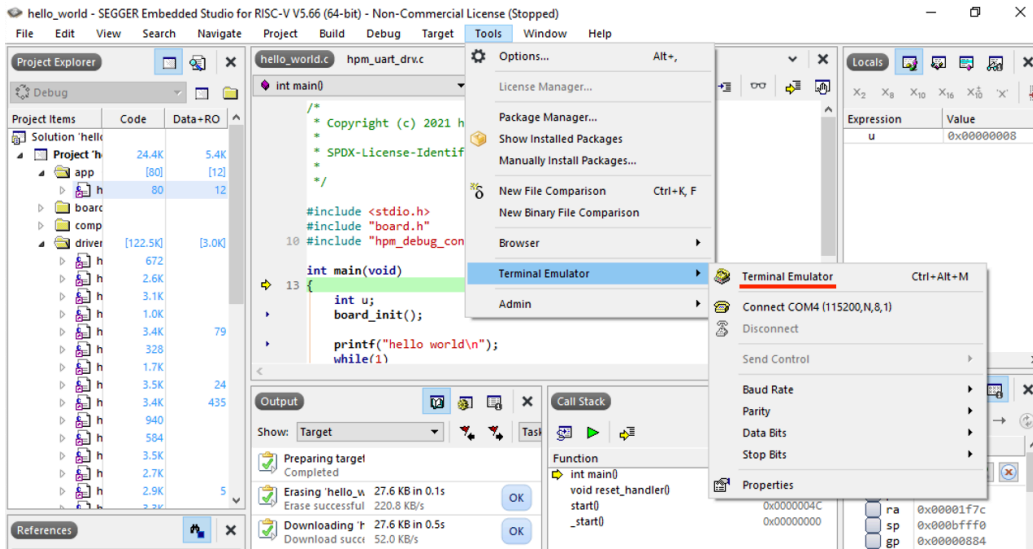 hello_world - SEGGER Embedded Studio for RISC-V V5.66 (64-bit) - Non-Commercial License (Stopped)
File Edit View Search Navigate Project Build Debug Target Tools Window Help
Project Explorer
Debug
Project Items Code Data+RO
Solution 'hello
Project 'h 24.4K 5.4K
app [80] [12]
h 80 12
board
comp
driver [122.5K] [3.0K]
h 672
h 2.6K
h 3.1K
h 1.0K
h 3.4K 79
h 328
h 1.7K
h 3.5K 24
h 3.4K 435
h 940
h 584
h 3.5K
h 2.7K
h 2.9K 5
References
hello_world.c hpm_uart_drv.c
int main()
/*
* Copyright (c) 2021 h
*
* SPDX-License-Identif
*
*/
#include <stdio.h>
#include "board.h"
10 #include "hpm_debug_con
int main(void)
13 {
int u;
board_init();
printf("hello world\n");
while(1)
Options... Alt+,
License Manager...
Package Manager...
Show Installed Packages
Manually Install Packages...
New File Comparison Ctrl+K, F
New Binary File Comparison
Browser
Terminal Emulator
Admin
Terminal Emulator Ctrl+Alt+M
Connect COM4 (115200,N,8,1)
Disconnect
Send Control
Baud Rate
Parity
Data Bits
Stop Bits
Properties
Locals
X2 X8 X10 X16 X±10 'X'
Expression Value
u 0x00000008
Output
Show: Target Task
Preparing target
Completed
Erasing 'hello_w 27.6 KB in 0.1s
Erase successful 220.8 KB/s OK
Downloading 'h 27.6 KB in 0.5s
Download succe 52.0 KB/s OK
Call Stack
Function
int main()
void reset_handler()
start() 0x0000004C
_start() 0x00000000
ra 0x00001f7c
sp 0x000bfff0
gp 0x00000884